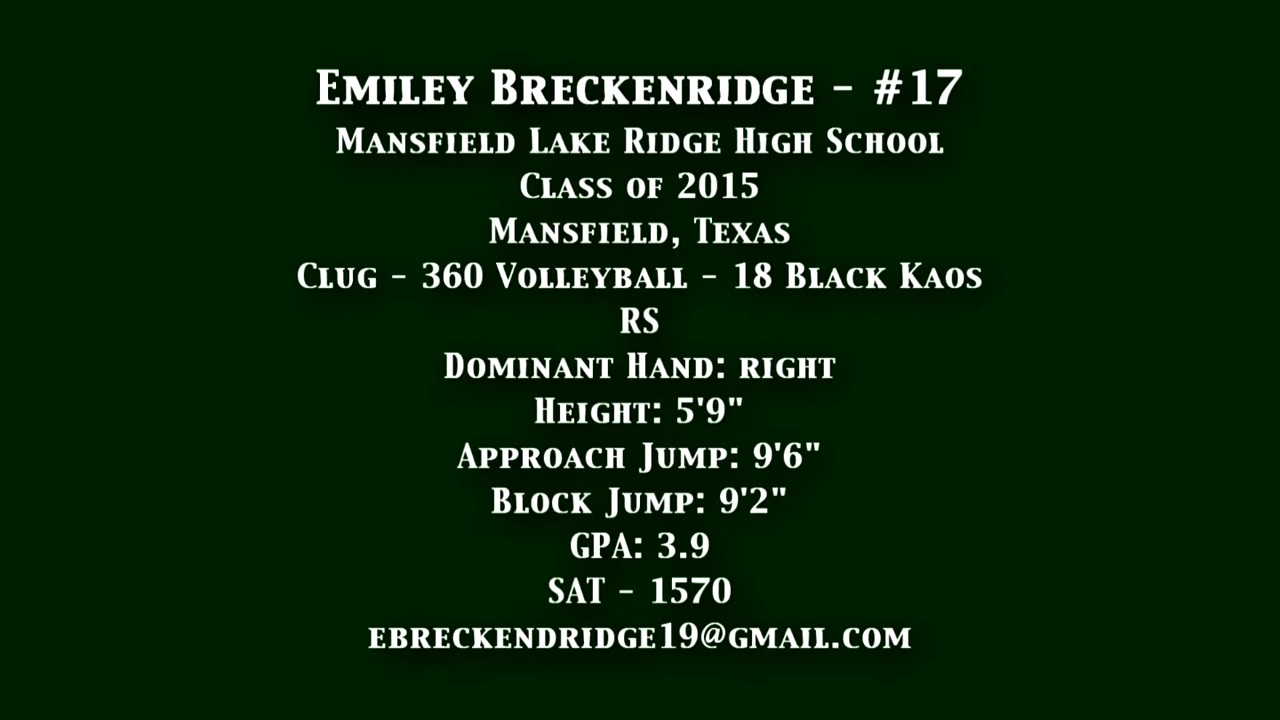 Emiley Breckenridge - #17
Mansfield Lake Ridge High School
Class of 2015
Mansfield, Texas
Clug - 360 Volleyball - 18 Black Kaos
RS
Dominant Hand: right
Height: 5'9"
Approach Jump: 9'6"
Block Jump: 9'2"
GPA: 3.9
SAT - 1570
ebreckendridge19@gmail.com